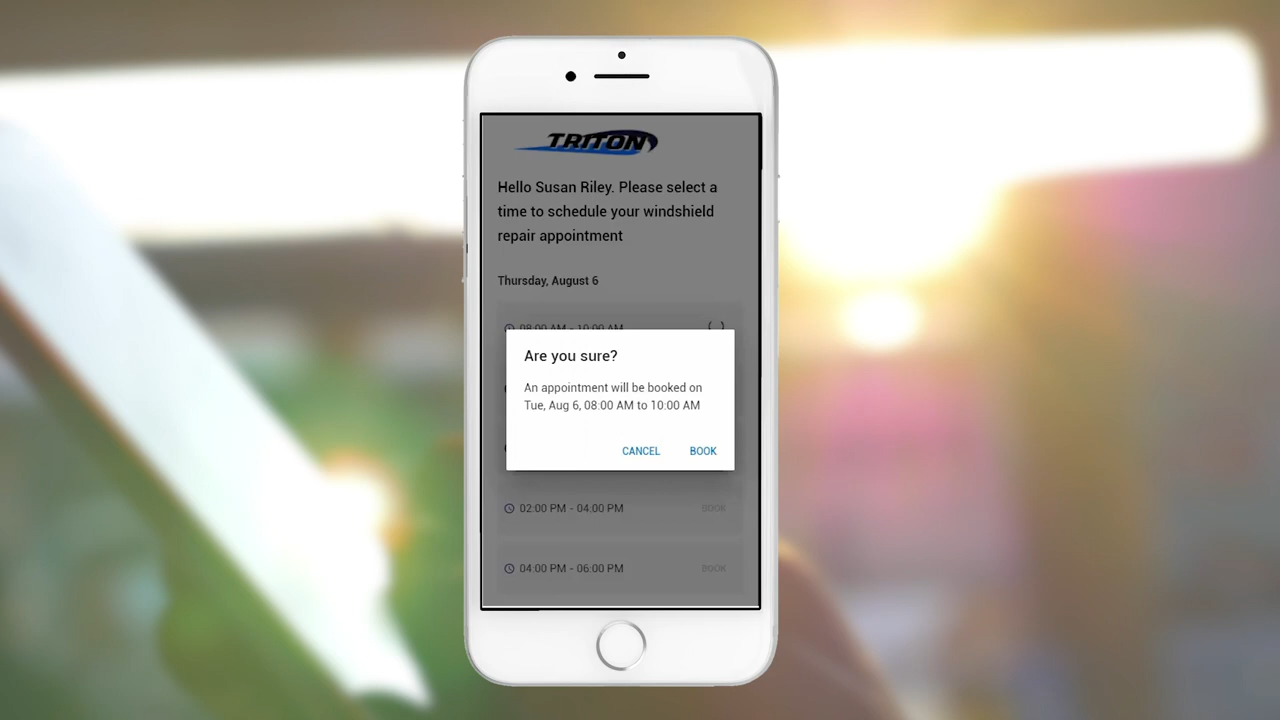 TRITON
Hello Susan Riley. Please select a
time to schedule your windshield
repair appointment
Thursday, August 6
08:00 AM - 10:00 AM
Are you sure?
An appointment will be booked on
Tue, Aug 6, 08:00 AM to 10:00 AM
CANCEL BOOK
02:00 PM - 04:00 PM BOOK
04:00 PM - 06:00 PM BOOK